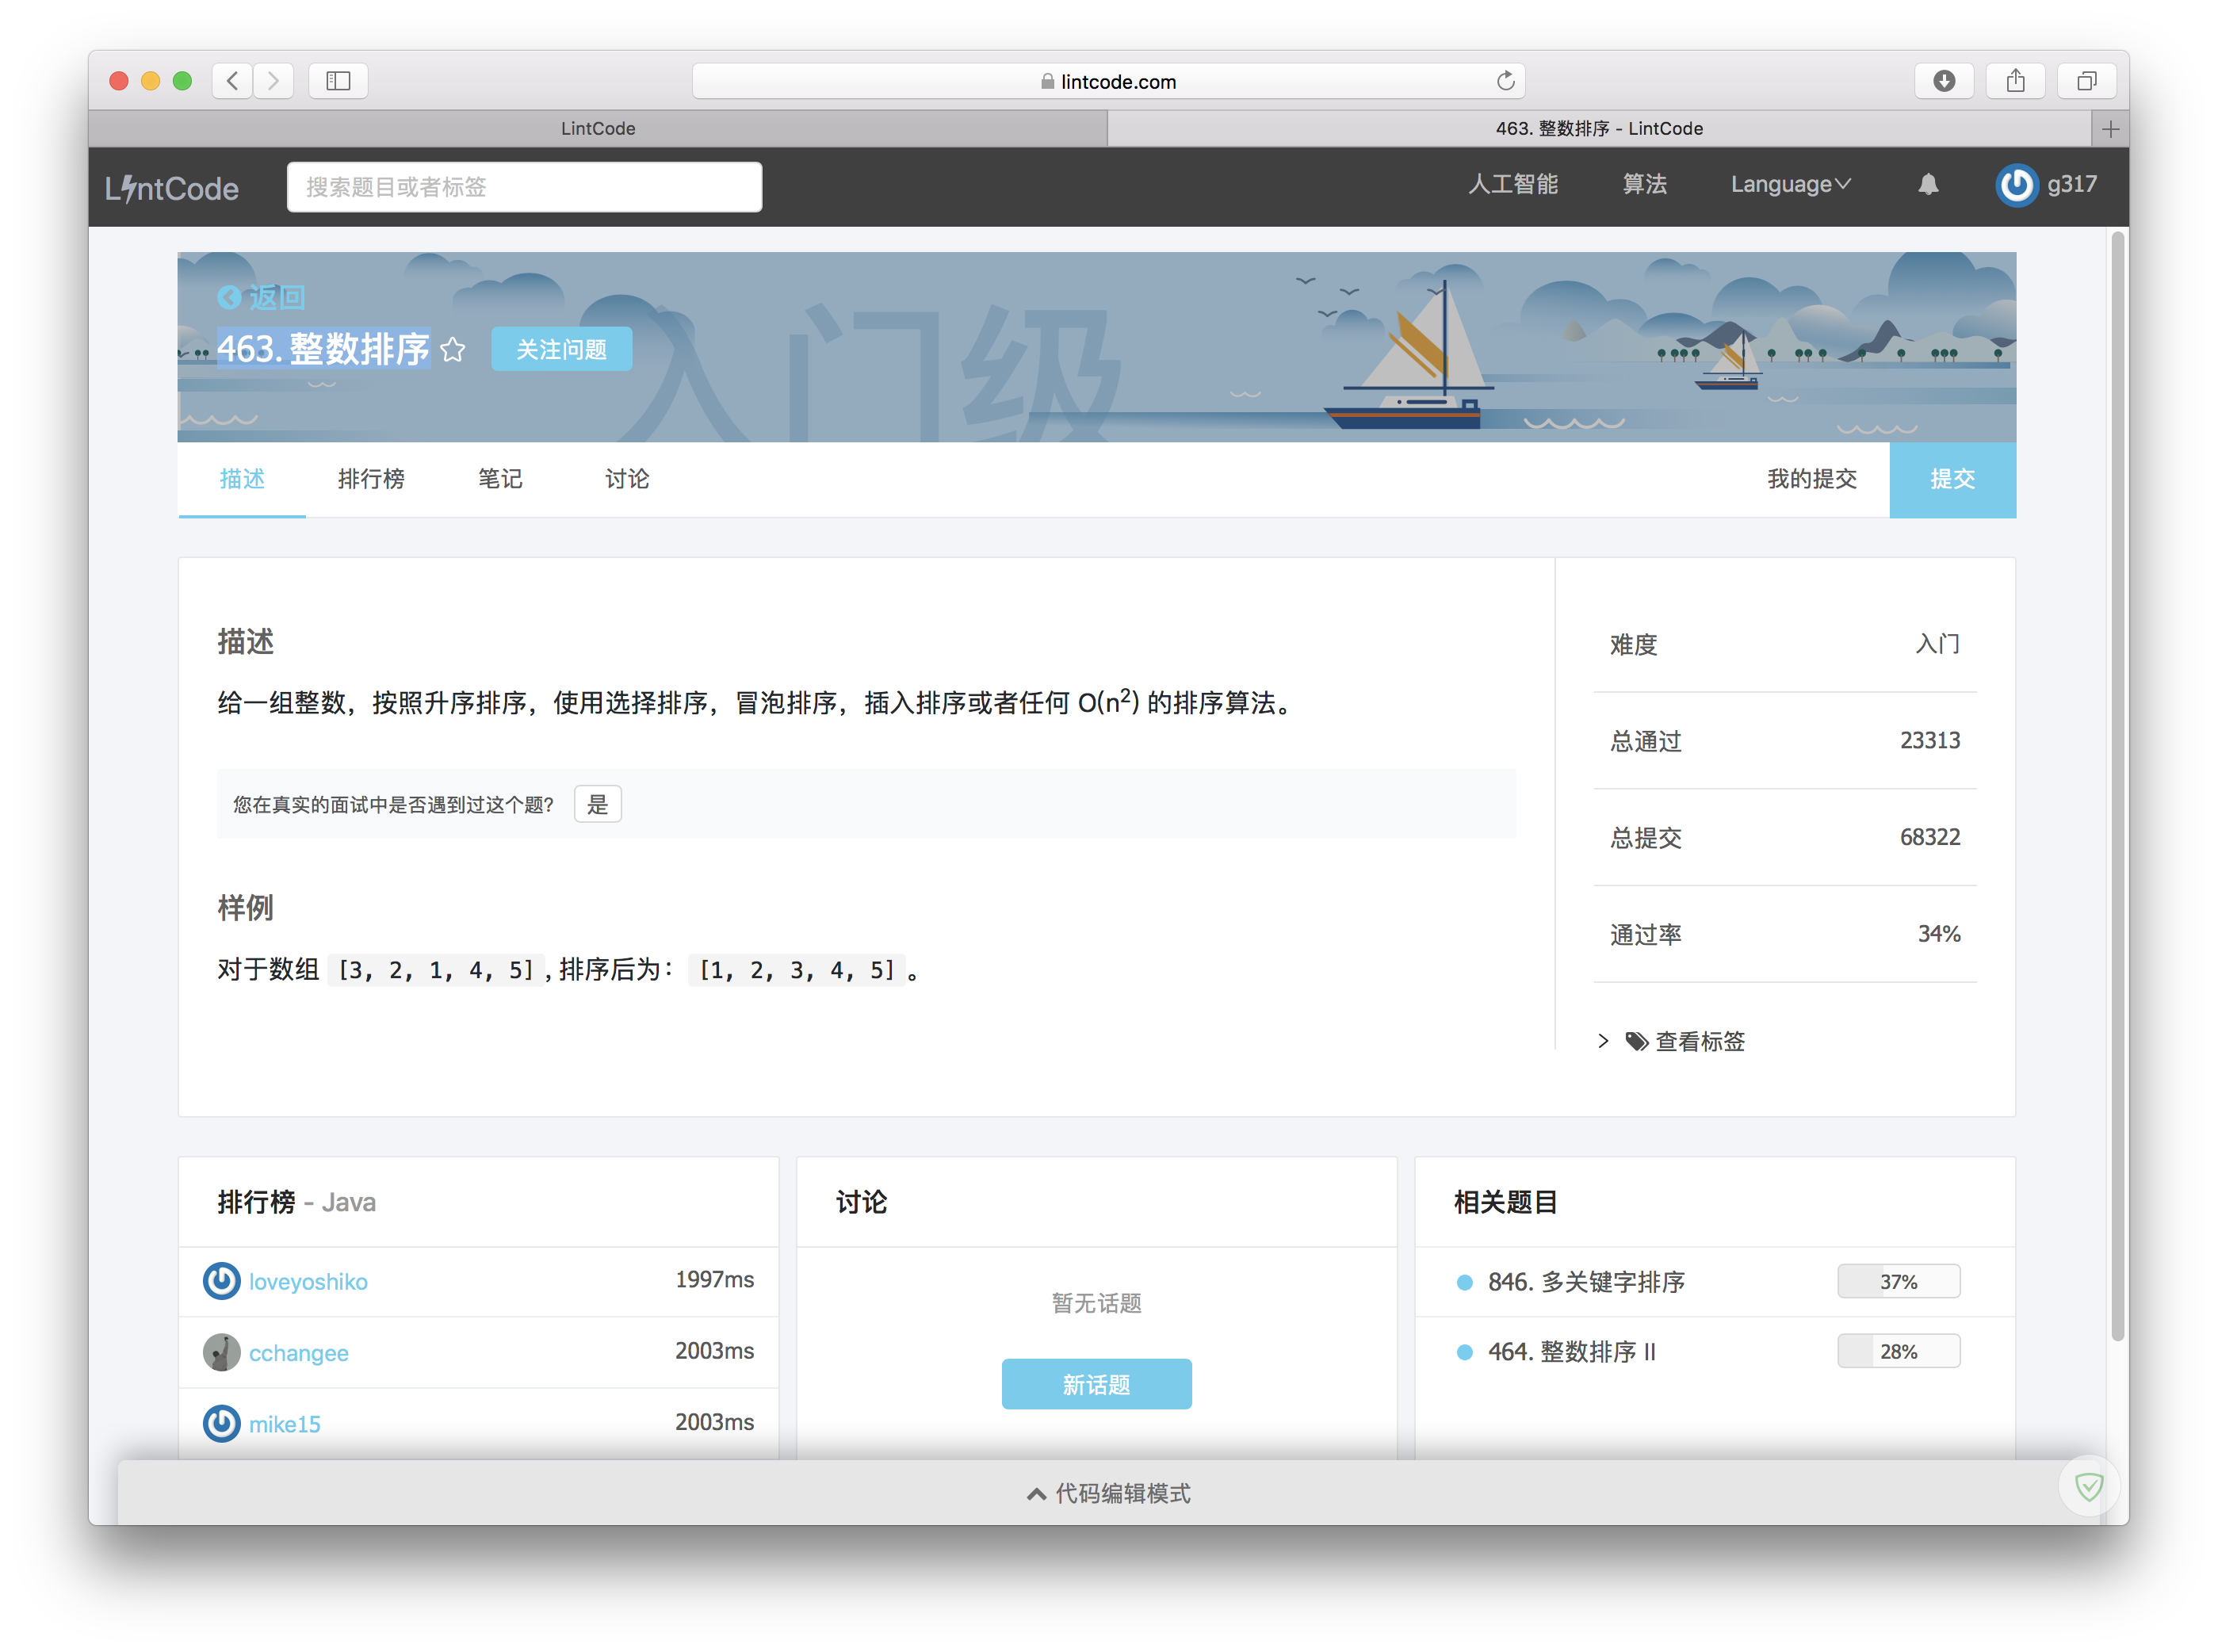 lintcode.com
LintCode
463. 整数排序 - LintCode
LintCode
搜索题目或者标签
人工智能
算法
Language
g317
返回
463. 整数排序
关注问题
入门级
描述
排行榜
笔记
讨论
我的提交
提交
描述
给一组整数，按照升序排序，使用选择排序，冒泡排序，插入排序或者任何 O(n²) 的排序算法。
您在真实的面试中是否遇到过这个题？ 是
样例
对于数组 [3, 2, 1, 4, 5], 排序后为：[1, 2, 3, 4, 5]。
难度 入门
总通过 23313
总提交 68322
通过率 34%
查看标签
排行榜 - Java
loveyoshiko 1997ms
cchangee 2003ms
mike15 2003ms
讨论
暂无话题
新话题
相关题目
846. 多关键字排序 37%
464. 整数排序 II 28%
代码编辑模式